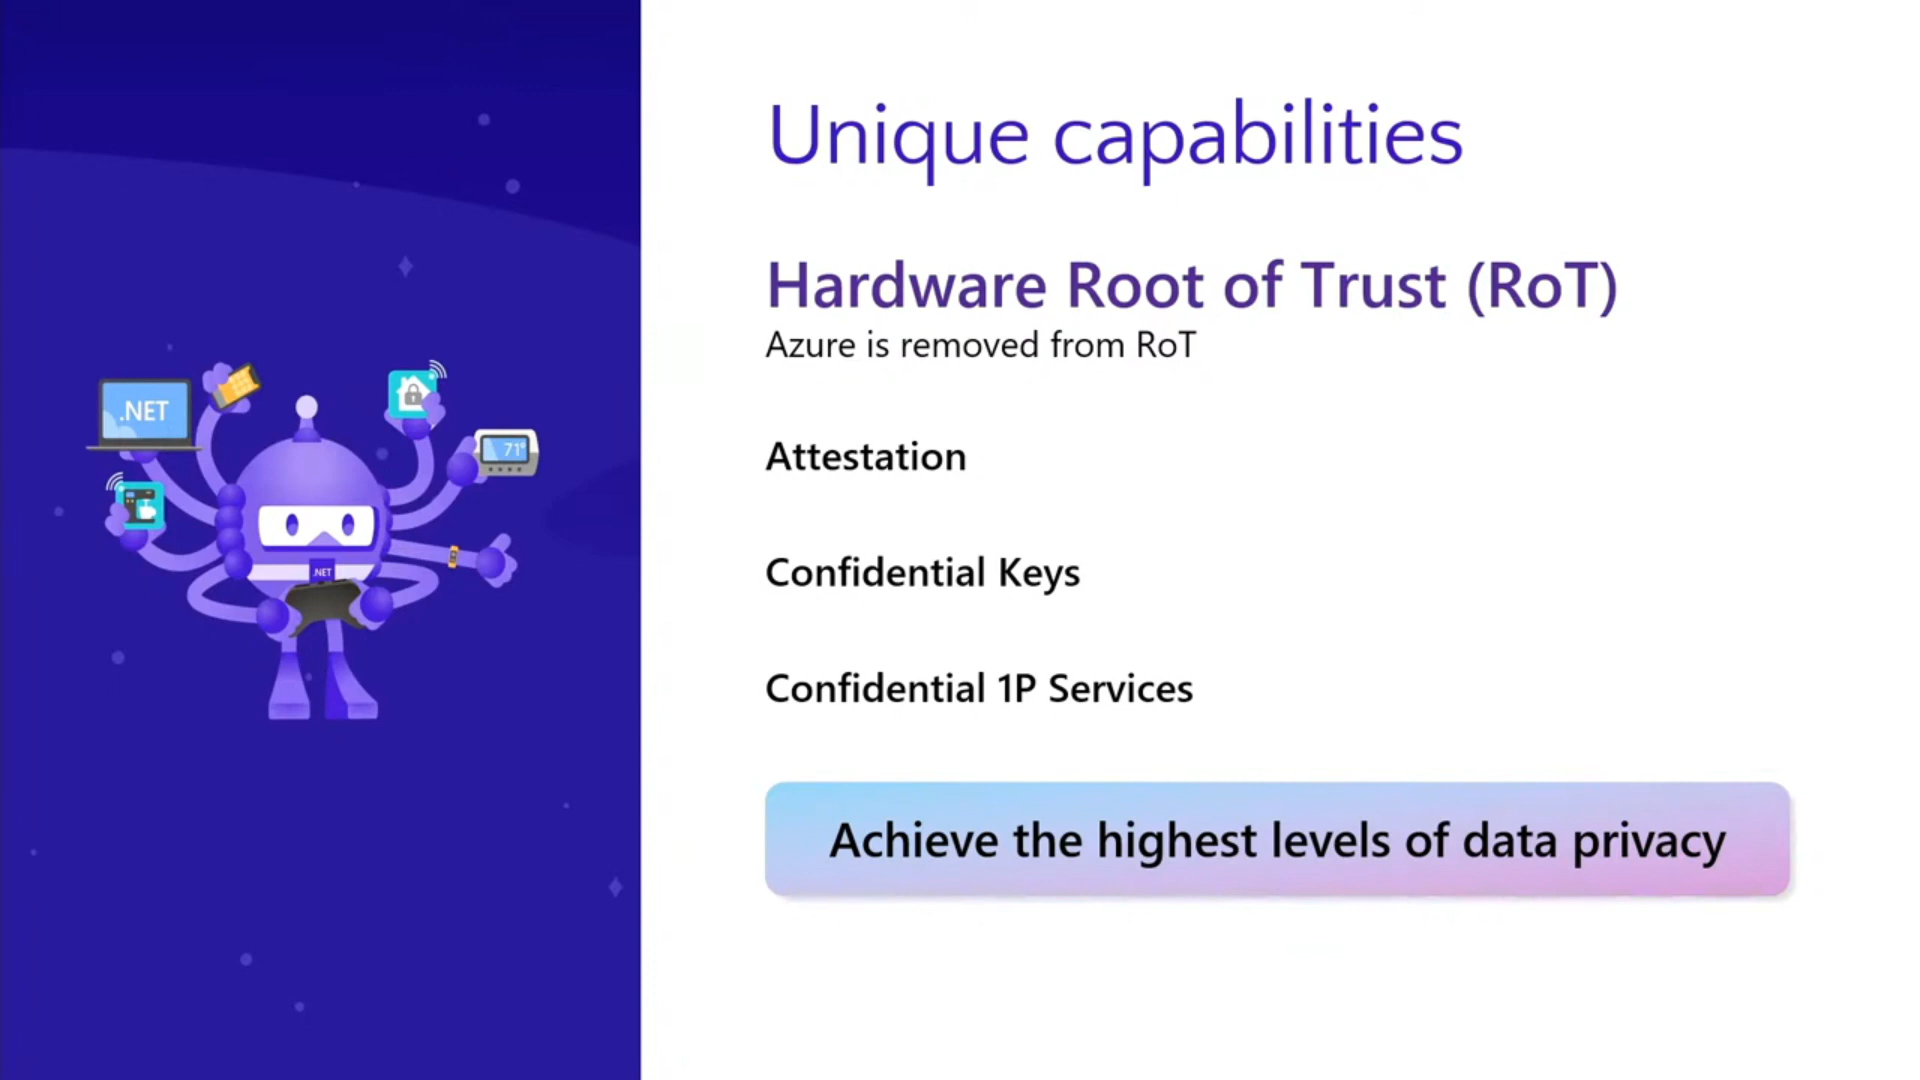 Unique capabilities
Hardware Root of Trust (RoT)
Azure is removed from RoT
Attestation
Confidential Keys
Confidential 1P Services
Achieve the highest levels of data privacy
.NET
71°
.NET